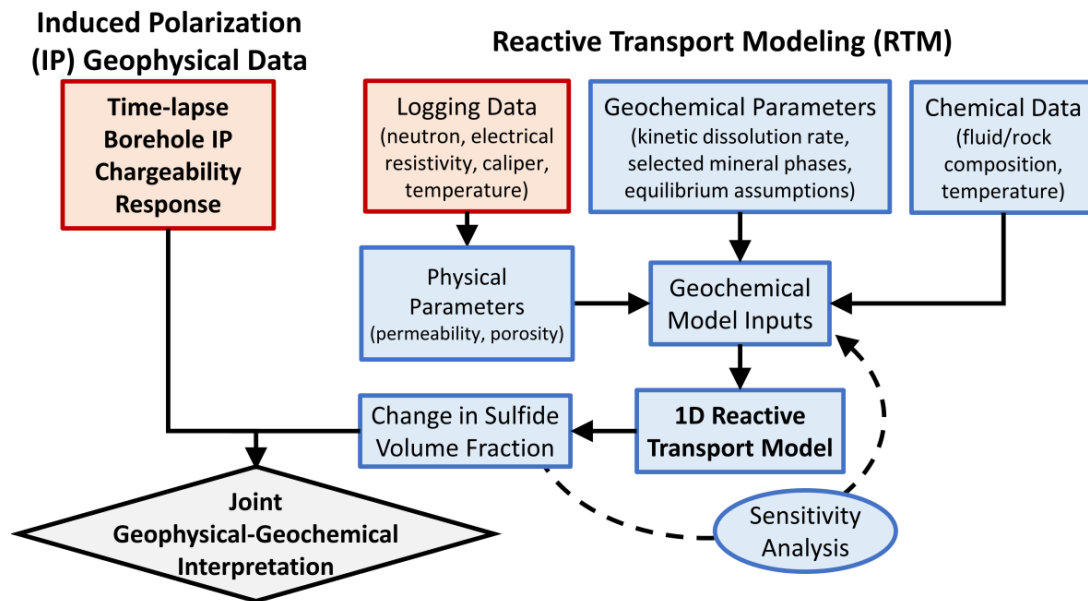 Induced Polarization
(IP) Geophysical Data
Reactive Transport Modeling (RTM)
Time-lapse
Borehole IP
Chargeability
Response
Logging Data
(neutron, electrical
resistivity, caliper,
temperature)
Geochemical Parameters
(kinetic dissolution rate,
selected mineral phases,
equilibrium assumptions)
Chemical Data
(fluid/rock
composition,
temperature)
Physical
Parameters
(permeability, porosity)
Geochemical
Model Inputs
Change in Sulfide
Volume Fraction
1D Reactive
Transport Model
Joint
Geophysical-Geochemical
Interpretation
Sensitivity
Analysis